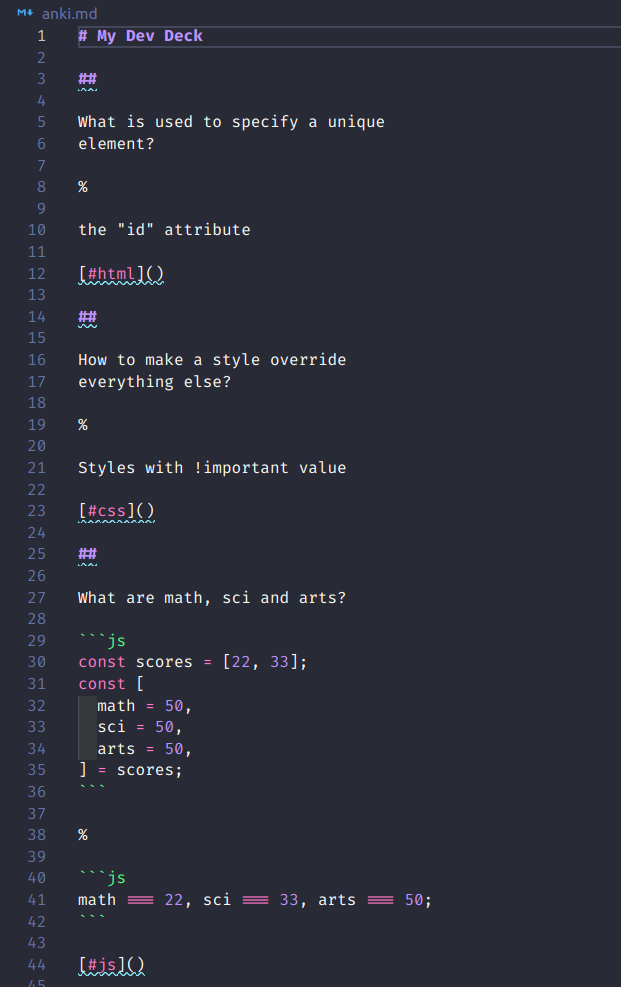 M↓ anki.md
1 # My Dev Deck
2
3 ##
4
5 What is used to specify a unique
6 element?
7
8 %
9
10 the "id" attribute
11
12 [#html]()
13
14 ##
15
16 How to make a style override
17 everything else?
18
19 %
20
21 Styles with !important value
22
23 [#css]()
24
25 ##
26
27 What are math, sci and arts?
28
29 ```js
30 const scores = [22, 33];
31 const [
32   math = 50,
33   sci = 50,
34   arts = 50,
35 ] = scores;
36 ```
37
38 %
39
40 ```js
41 math === 22, sci === 33, arts === 50;
42 ```
43
44 [#js]()
45